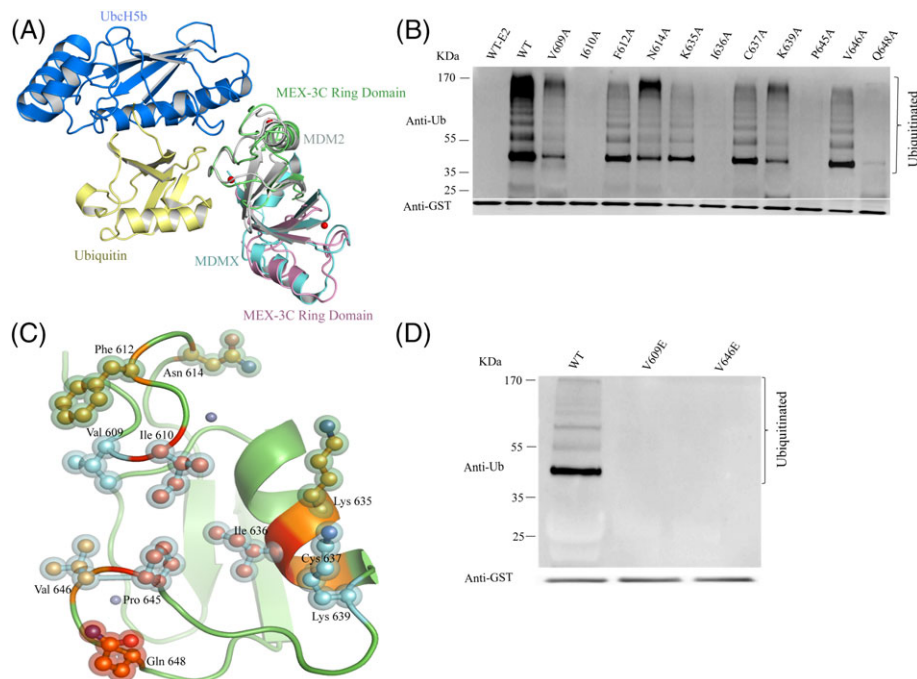 (A)
UbcH5b
MEX-3C Ring Domain
MDM2
Ubiquitin
MDMX
MEX-3C Ring Domain
(B)
KDa
WT-E2
WT
V609A
I610A
F612A
N614A
K635A
I636A
C637A
K639A
P645A
V646A
Q648A
170
Anti-Ub
55
35
25
Anti-GST
Ubiquitinated
(C)
Phe 612
Asn 614
Val 609
Ile 610
Lys 635
Ile 636
Cys 637
Val 646
Pro 645
Lys 639
Gln 648
(D)
KDa
WT
V609E
V646E
170
55
Anti-Ub
35
25
Anti-GST
Ubiquitinated